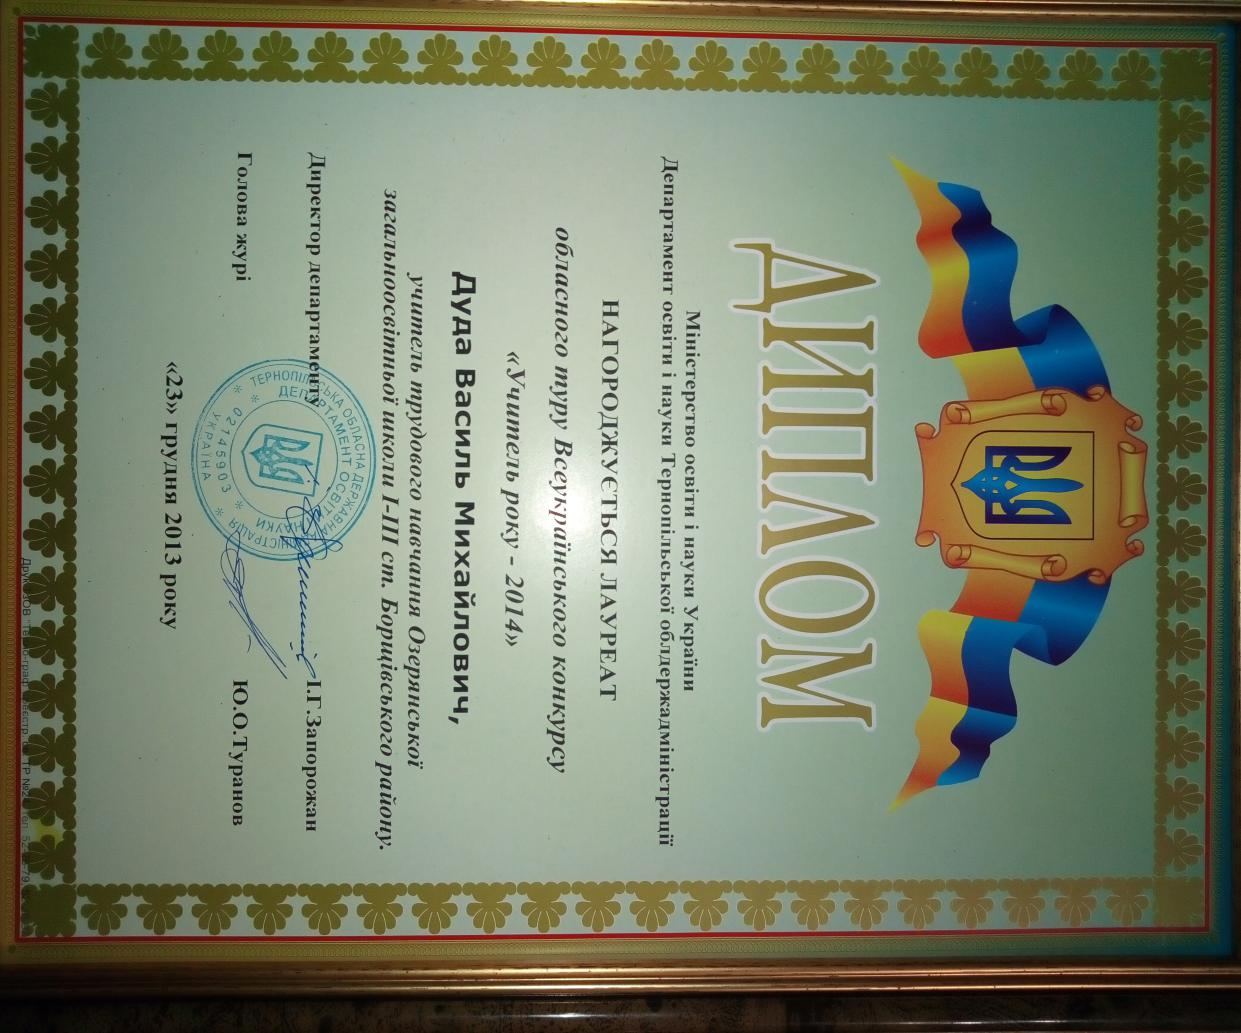 ДИПЛОМ
Міністерство освіти і науки України
Департамент освіти і науки Тернопільської облдержадміністрації
НАГОРОДЖУЄТЬСЯ ЛАУРЕАТ
обласного туру Всеукраїнського конкурсу
«Учитель року - 2014»
Дуда Василь Михайлович,
учитель трудового навчання Озерянської
загальноосвітньої школи І-ІІІ ст. Борщівського району.
Директор департаменту І.Г.Запорожан
Голова журі Ю.О.Туранов
ТЕРНОПІЛЬСЬКА ОБЛАСНА ДЕРЖАВНА АДМІНІСТРАЦІЯ
ДЕПАРТАМЕНТ ОСВІТИ І НАУКИ
* 02145903 *
УКРАЇНА
«23» грудня 2013 року